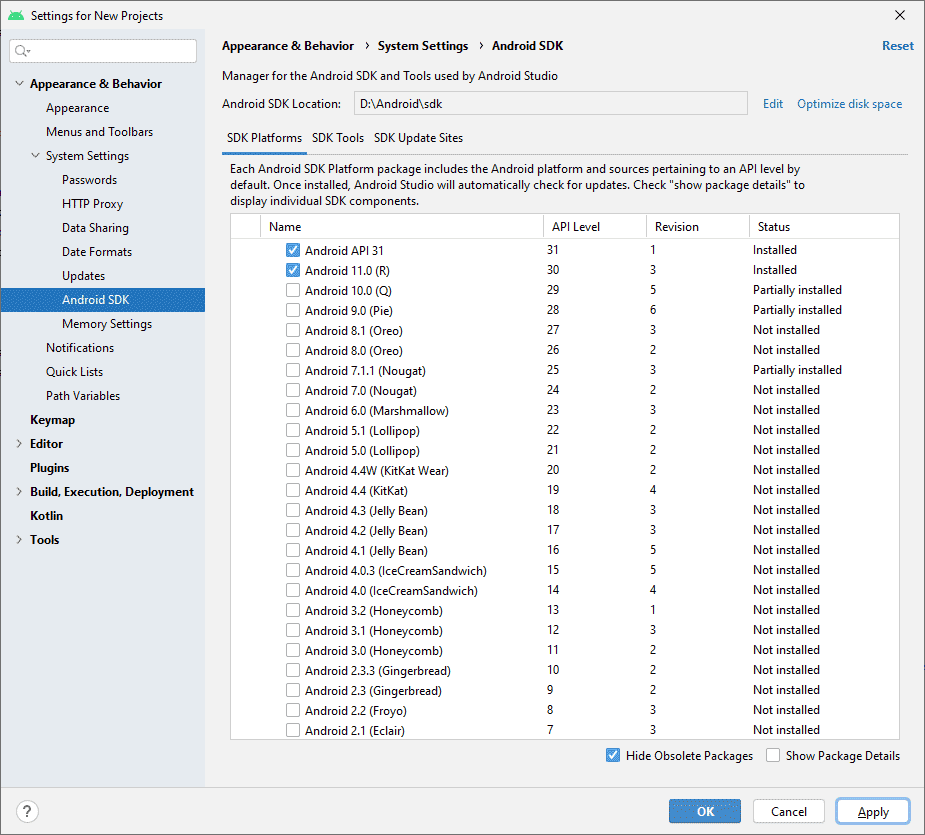 Settings for New Projects
Appearance & Behavior
Appearance
Menus and Toolbars
System Settings
Passwords
HTTP Proxy
Data Sharing
Date Formats
Updates
Android SDK
Memory Settings
Notifications
Quick Lists
Path Variables
Keymap
Editor
Plugins
Build, Execution, Deployment
Kotlin
Tools
Appearance & Behavior › System Settings › Android SDK Reset
Manager for the Android SDK and Tools used by Android Studio
Android SDK Location: D:\Android\sdk Edit Optimize disk space
SDK Platforms SDK Tools SDK Update Sites
Each Android SDK Platform package includes the Android platform and sources pertaining to an API level by
default. Once installed, Android Studio will automatically check for updates. Check "show package details" to
display individual SDK components.
Name API Level Revision Status
Android API 31 31 1 Installed
Android 11.0 (R) 30 3 Installed
Android 10.0 (Q) 29 5 Partially installed
Android 9.0 (Pie) 28 6 Partially installed
Android 8.1 (Oreo) 27 3 Not installed
Android 8.0 (Oreo) 26 2 Not installed
Android 7.1.1 (Nougat) 25 3 Partially installed
Android 7.0 (Nougat) 24 2 Not installed
Android 6.0 (Marshmallow) 23 3 Not installed
Android 5.1 (Lollipop) 22 2 Not installed
Android 5.0 (Lollipop) 21 2 Not installed
Android 4.4W (KitKat Wear) 20 2 Not installed
Android 4.4 (KitKat) 19 4 Not installed
Android 4.3 (Jelly Bean) 18 3 Not installed
Android 4.2 (Jelly Bean) 17 3 Not installed
Android 4.1 (Jelly Bean) 16 5 Not installed
Android 4.0.3 (IceCreamSandwich) 15 5 Not installed
Android 4.0 (IceCreamSandwich) 14 4 Not installed
Android 3.2 (Honeycomb) 13 1 Not installed
Android 3.1 (Honeycomb) 12 3 Not installed
Android 3.0 (Honeycomb) 11 2 Not installed
Android 2.3.3 (Gingerbread) 10 2 Not installed
Android 2.3 (Gingerbread) 9 2 Not installed
Android 2.2 (Froyo) 8 3 Not installed
Android 2.1 (Eclair) 7 3 Not installed
Hide Obsolete Packages Show Package Details
? OK Cancel Apply